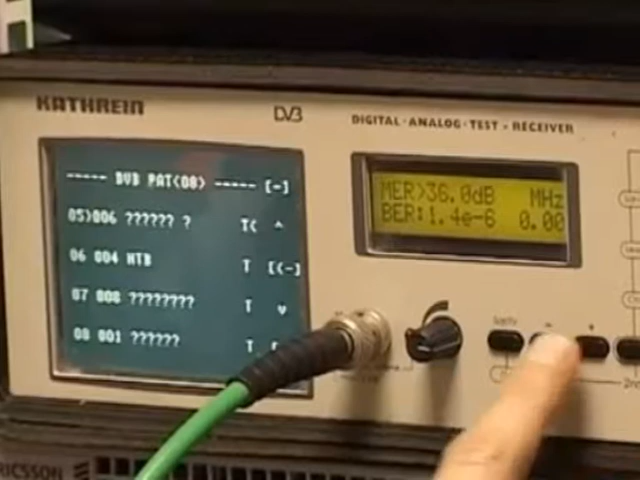 KATHREIN
DVB
DIGITAL · ANALOG · TEST - RECEIVER
----- DVB PAT<08> ----- [-]
05>006 ?????? ? T< ^
06 004 NTB T [<-]
07 008 ???????? T v
08 001 ?????? T
MER>36.0dB MHz
BER:1.4e-6 0.00
ERICSSON